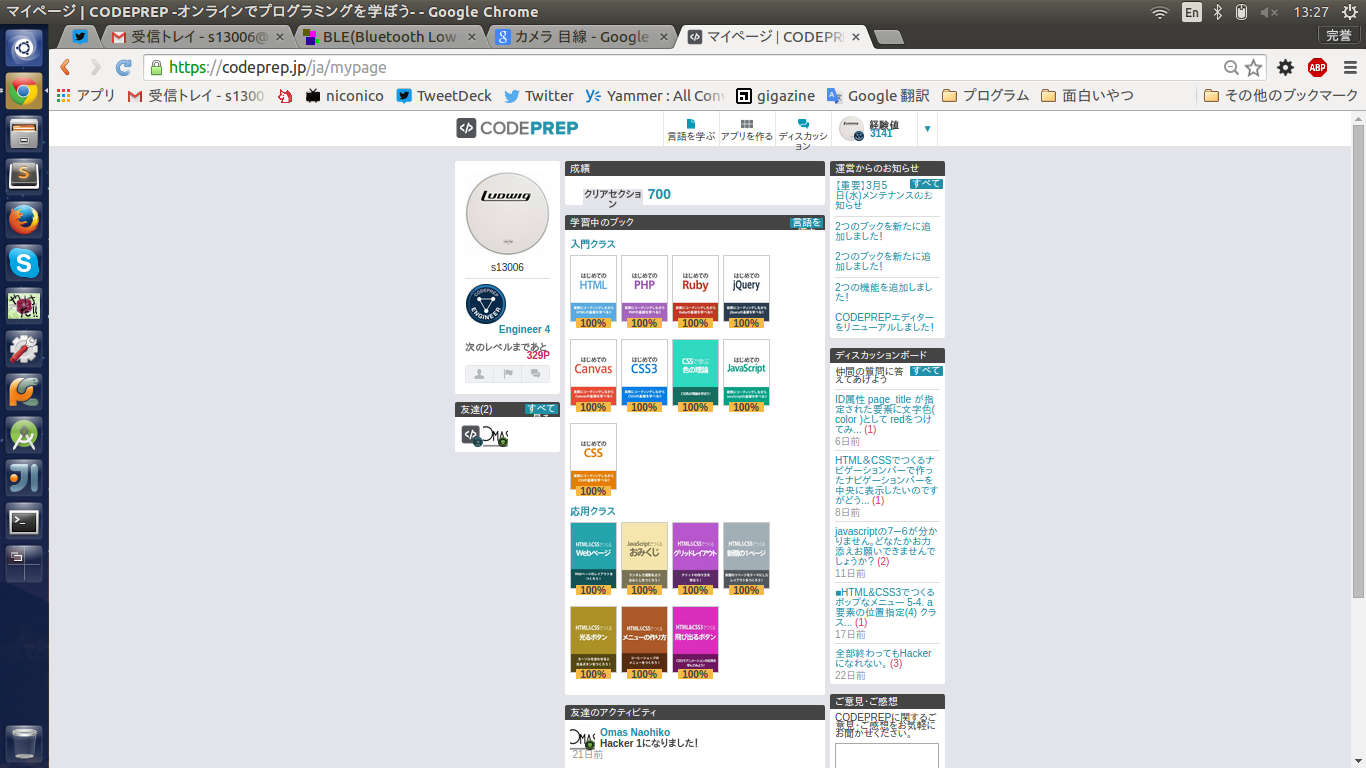 マイページ | CODEPREP -オンラインでプログラミングを学ぼう- - Google Chrome
En
13:27
受信トレイ - s13006@
BLE(Bluetooth Low
カメラ 目線 - Google
マイページ | CODEPR
完誉
https://codeprep.jp/ja/mypage
ABP
アプリ
受信トレイ - s1300
niconico
TweetDeck
Twitter
Yammer : All Con
gigazine
Google 翻訳
プログラム
面白いやつ
その他のブックマーク
CODEPREP
言語を学ぶ
アプリを作る
ディスカッション
経験値
3141
Ludwig
s13006
CODEPREP
ENGINEER
Engineer 4
次のレベルまであと
329P
友達(2)
すべて
成績
クリアセクション
700
学習中のブック
言語を
入門クラス
はじめての
HTML
100%
はじめての
PHP
100%
はじめての
Ruby
100%
はじめての
jQuery
100%
はじめての
Canvas
100%
はじめての
CSS3
100%
CSSで学ぶ
色の理論
100%
はじめての
JavaScript
100%
はじめての
CSS
100%
応用クラス
HTML&CSSでつくる
Webページ
100%
JavaScriptでつくる
おみくじ
100%
HTML&CSSでつくる
グリッドレイアウト
100%
HTML&CSSでつくる
新聞の1ページ
100%
HTML&CSSでつくる
光るボタン
100%
HTML&CSSでつくる
メニューの作り方
100%
HTML&CSS3でつくる
飛び出るボタン
100%
友達のアクティビティ
Omas Naohiko
Hacker 1になりました!
21日前
運営からのお知らせ
すべて
【重要】3月5
日(水)メンテナンスのお
知らせ
2つのブックを新たに追
加しました!
2つのブックを新たに追
加しました!
2つの機能を追加しまし
た!
CODEPREPエディター
をリニューアルしました!
ディスカッションボード
すべて
仲間の質問に答
えてあげよう
ID属性 page_title が指
定された要素に文字色(
color )として redをつけ
てみ... (1)
6日前
HTML&CSSでつくるナ
ビゲーションバーで作っ
たナビゲーションバーを
中央に表示したいのです
がどう... (1)
8日前
javascriptの7−6が分か
りません。どなたかお力
添えお願いできませんで
しょうか? (2)
11日前
■HTML&CSS3でつくる
ポップなメニュー 5-4. a
要素の位置指定(4) クラ
ス... (1)
17日前
全部終わってもHacker
になれない。 (3)
22日前
ご意見･ご感想
CODEPREPに関するご
意見･ご感想をお気軽に
お聞かせください。